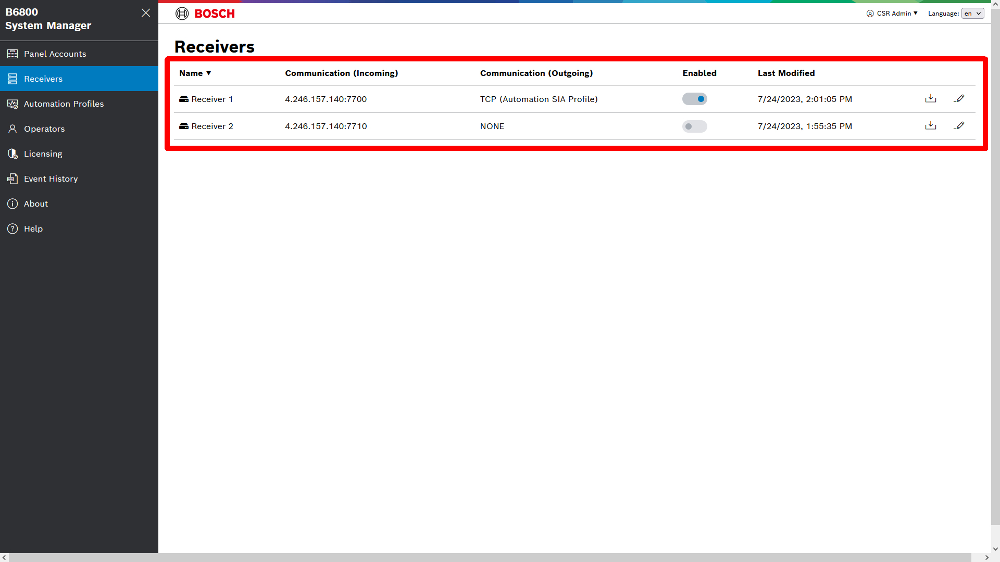 B6800
System Manager
Panel Accounts
Receivers
Automation Profiles
Operators
Licensing
Event History
About
Help
BOSCH
CSR Admin ▼ Language: en
Receivers
Name ▼ Communication (Incoming) Communication (Outgoing) Enabled Last Modified
Receiver 1 4.246.157.140:7700 TCP (Automation SIA Profile) 7/24/2023, 2:01:05 PM
Receiver 2 4.246.157.140:7710 NONE 7/24/2023, 1:55:35 PM